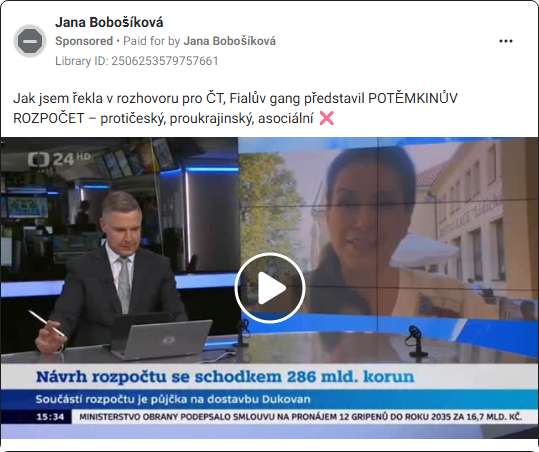 Jana Bobošíková
Sponsored • Paid for by Jana Bobošíková
Library ID: 2506253579757661
Jak jsem řekla v rozhovoru pro ČT, Fialův gang představil POTĚMKINŮV
ROZPOČET – protičeský, proukrajinský, asociální ❌
24 HD
Návrh rozpočtu se schodkem 286 mld. korun
Součástí rozpočtu je půjčka na dostavbu Dukovan
15:34 MINISTERSTVO OBRANY PODEPSALO SMLOUVU NA PRONÁJEM 12 GRIPENŮ DO ROKU 2035 ZA 16,7 MLD. KČ.